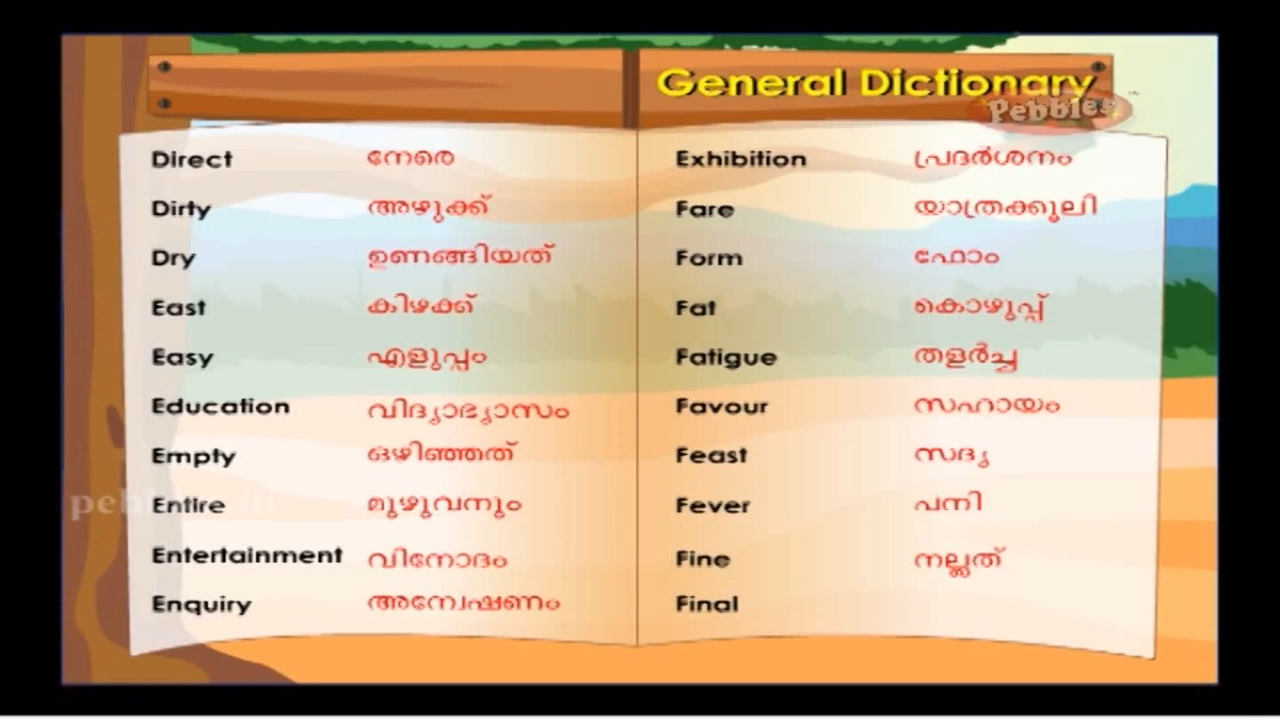 General Dictionary
Pebbles
Direct നേരെ
Dirty അഴുക്ക്
Dry ഉണങ്ങിയത്
East കിഴക്ക്
Easy എളുപ്പം
Education വിദ്യാഭ്യാസം
Empty ഒഴിഞ്ഞത്
Entire മുഴുവനും
Entertainment വിനോദം
Enquiry അന്വേഷണം
Exhibition പ്രദർശനം
Fare യാത്രക്കൂലി
Form ഫോം
Fat കൊഴുപ്പ്
Fatigue തളർച്ച
Favour സഹായം
Feast സദ്യ
Fever പനി
Fine നല്ലത്
Final